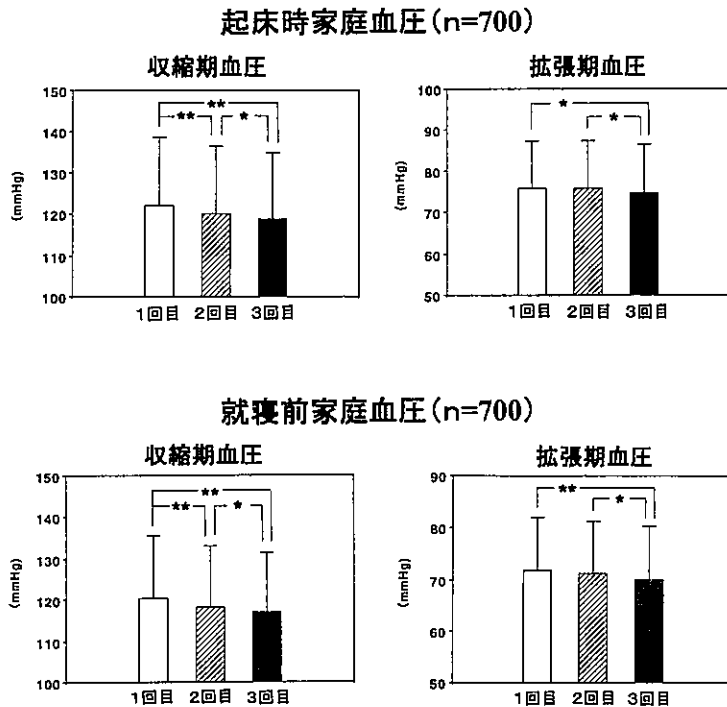 起床時家庭血圧(n=700)
収縮期血圧
拡張期血圧
150
140
130
120
110
100
(mmHg)
**
** *
1回目 2回目 3回目
100
90
80
70
60
50
(mmHg)
*
*
1回目 2回目 3回目
就寝前家庭血圧(n=700)
収縮期血圧
拡張期血圧
150
140
130
120
110
100
(mmHg)
**
** *
1回目 2回目 3回目
90
80
70
60
50
(mmHg)
**
*
1回目 2回目 3回目